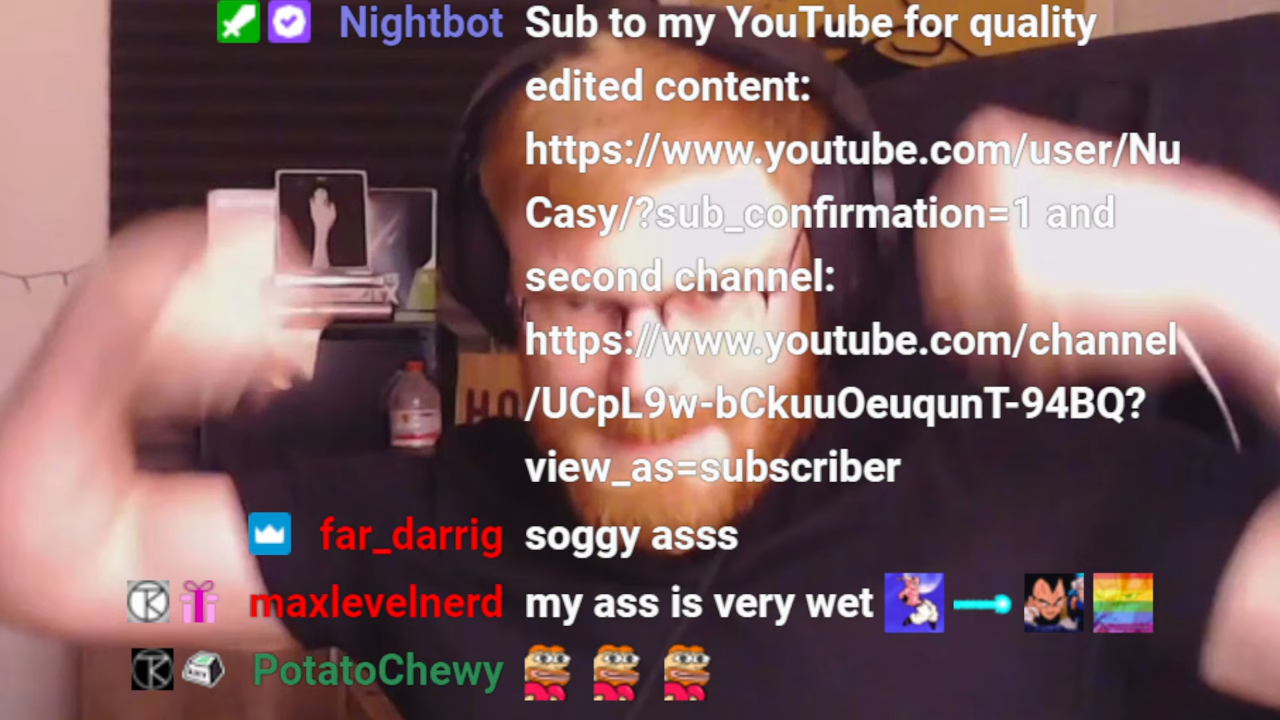 Nightbot Sub to my YouTube for quality
edited content:
https://www.youtube.com/user/Nu
Casy/?sub_confirmation=1 and
second channel:
https://www.youtube.com/channel
/UCpL9w-bCkuuOeuqunT-94BQ?
view_as=subscriber
far_darrig soggy asss
maxlevelnerd my ass is very wet
PotatoChewy
HO